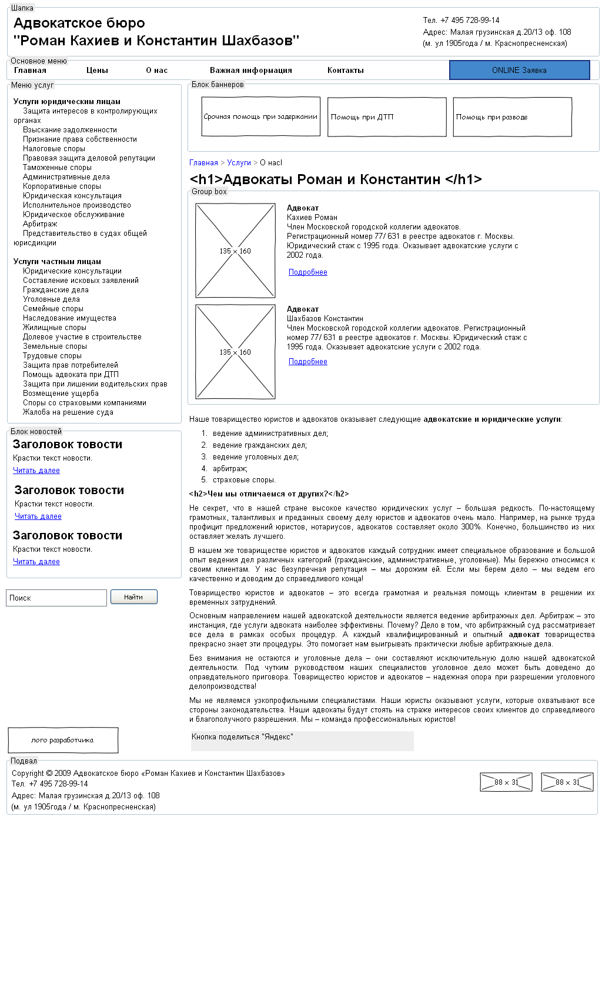 Шапка
Адвокатское бюро
"Роман Кахиев и Константин Шахбазов"
Тел. +7 495 728-99-14
Адрес: Малая грузинская д.20/13 оф. 108
(м. ул 1905года / м. Краснопресненская)
Основное меню
Главная Цены О нас Важная информация Контакты ONLINE Заявка
Меню услуг
Услуги юридическим лицам
Защита интересов в контролирующих
органах
Взыскание задолженности
Признание права собственности
Налоговые споры
Правовая защита деловой репутации
Таможенные споры
Административные дела
Корпоративные споры
Юридическая консультация
Исполнительное производство
Юридическое обслуживание
Арбитраж
Представительство в судах общей
юрисдикции
Услуги частным лицам
Юридические консультации
Составление исковых заявлений
Гражданские дела
Уголовные дела
Семейные споры
Наследование имущества
Жилищные споры
Долевое участие в строительстве
Земельные споры
Трудовые споры
Защита прав потребителей
Помощь адвоката при ДТП
Защита при лишении водительских прав
Возмещение ущерба
Споры со страховыми компаниями
Жалоба на решение суда
Блок новостей
Заголовок товости
Крастки текст новости.
Читать далее
Заголовок товости
Крастки текст новости.
Читать далее
Заголовок товости
Крастки текст новости.
Читать далее
Поиск Найти
лого разработчика
Блок баннеров
Срочная помощь при задержании Помощь при ДТП Помощь при разводе
Главная > Услуги > О насl
<h1>Адвокаты Роман и Константин </h1>
Group box
135 x 160
Адвокат
Кахиев Роман
Член Московской городской коллегии адвокатов.
Регистрационный номер 77/ 631 в реестре адвокатов г. Москвы.
Юридический стаж с 1995 года. Оказывает адвокатские услуги с
2002 года.
Подробнее
135 x 160
Адвокат
Шахбазов Константин
Член Московской городской коллегии адвокатов. Регистрационный
номер 77/ 631 в реестре адвокатов г. Москвы. Юридический стаж с
1995 года. Оказывает адвокатские услуги с 2002 года.
Подробнее
Наше товарищество юристов и адвокатов оказывает следующие адвокатские и юридические услуги:
1. ведение административных дел;
2. ведение гражданских дел;
3. ведение уголовных дел;
4. арбитраж;
5. страховые споры.
<h2>Чем мы отличаемся от других?</h2>
Не секрет, что в нашей стране высокое качество юридических услуг – большая редкость. По-настоящему
грамотных, талантливых и преданных своему делу юристов и адвокатов очень мало. Например, на рынке труда
профицит предложений юристов, нотариусов, адвокатов составляет около 300%. Конечно, большинство из них
оставляет желать лучшего.
В нашем же товариществе юристов и адвокатов каждый сотрудник имеет специальное образование и большой
опыт ведения дел различных категорий (гражданские, административные, уголовные). Мы бережно относимся к
своим клиентам. У нас безупречная репутация – мы дорожим ей. Если мы берем дело – мы ведем его
качественно и доводим до справедливого конца!
Товарищество юристов и адвокатов – это всегда грамотная и реальная помощь клиентам в решении их
временных затруднений.
Основным направлением нашей адвокатской деятельности является ведение арбитражных дел. Арбитраж – это
инстанция, где услуги адвоката наиболее эффективны. Почему? Дело в том, что арбитражный суд рассматривает
все дела в рамках особых процедур. А каждый квалифицированный и опытный адвокат товарищества
прекрасно знает эти процедуры. Это помогает нам выигрывать практически любые арбитражные дела.
Без внимания не остаются и уголовные дела – они составляют исключительную долю нашей адвокатской
деятельности. Под чутким руководством наших специалистов уголовное дело может быть доведено до
оправдательного приговора. Товарищество юристов и адвокатов – надежная опора при разрешении уголовного
делопроизводства!
Мы не являемся узкопрофильными специалистами. Наши юристы оказывают услуги, которые охватывают все
стороны законодательства. Наши адвокаты будут стоять на страже интересов своих клиентов до справедливого
и благополучного разрешения. Мы – команда профессиональных юристов!
Кнопка поделиться "Яндекс"
Подвал
Copyright © 2009 Адвокатское бюро «Роман Кахиев и Константин Шахбазов»
Тел. +7 495 728-99-14
Адрес: Малая грузинская д.20/13 оф. 108
(м. ул 1905года / м. Краснопресненская)
88 x 31 88 x 31